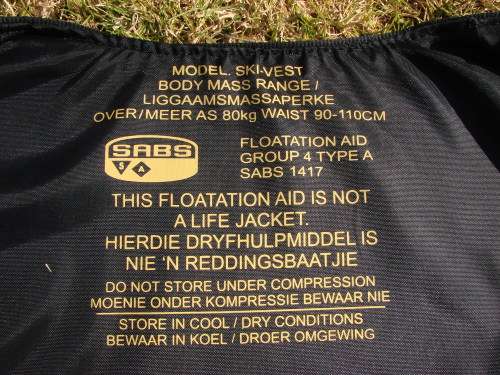 MODEL. SKI-VEST
BODY MASS RANGE /
LIGGAAMSMASSAPERKE
OVER/MEER AS 80kg WAIST 90-110CM
SABS
S A
FLOATATION AID
GROUP 4 TYPE A
SABS 1417
THIS FLOATATION AID IS NOT
A LIFE JACKET.
HIERDIE DRYFHULPMIDDEL IS
NIE 'N REDDINGSBAATJIE
DO NOT STORE UNDER COMPRESSION
MOENIE ONDER KOMPRESSIE BEWAAR NIE
STORE IN COOL / DRY CONDITIONS
BEWAAR IN KOEL / DROER OMGEWING